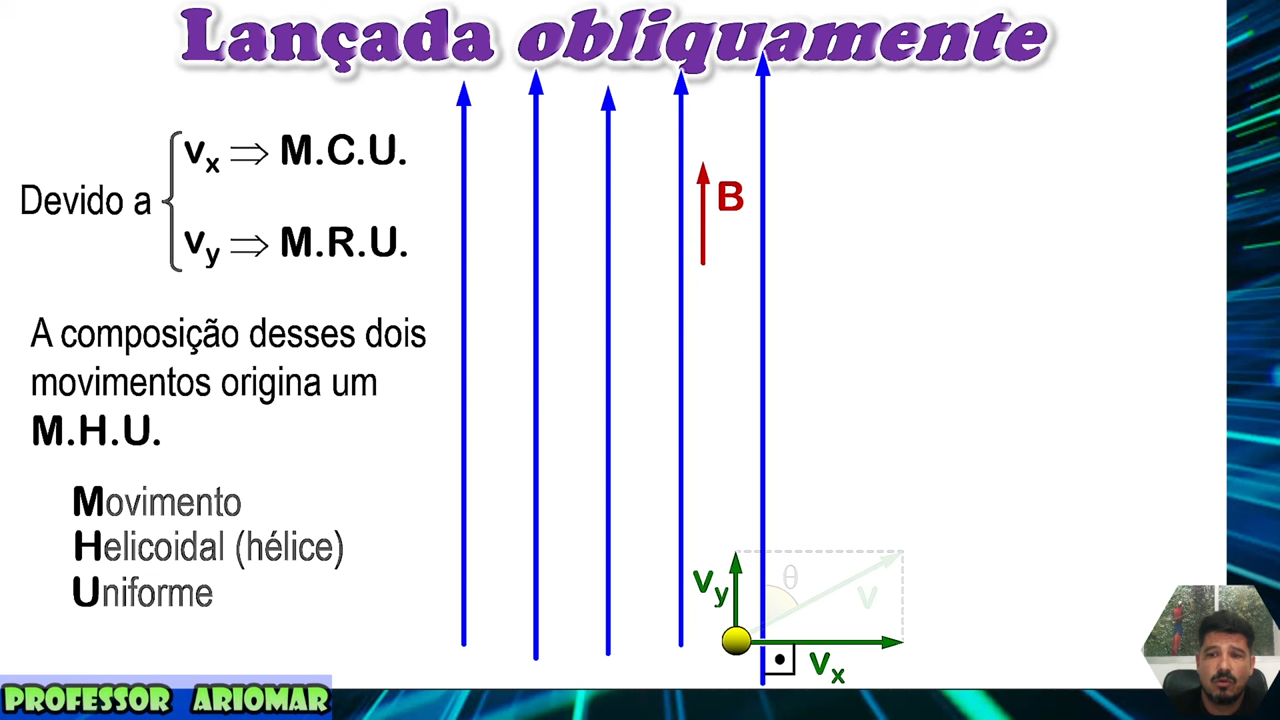 Lançada obliquamente
Devido a
vx ⇒ M.C.U.
vy ⇒ M.R.U.
A composição desses dois
movimentos origina um
M.H.U.
Movimento
Helicoidal (hélice)
Uniforme
B
vy
θ
v
vx
PROFESSOR ARIOMAR